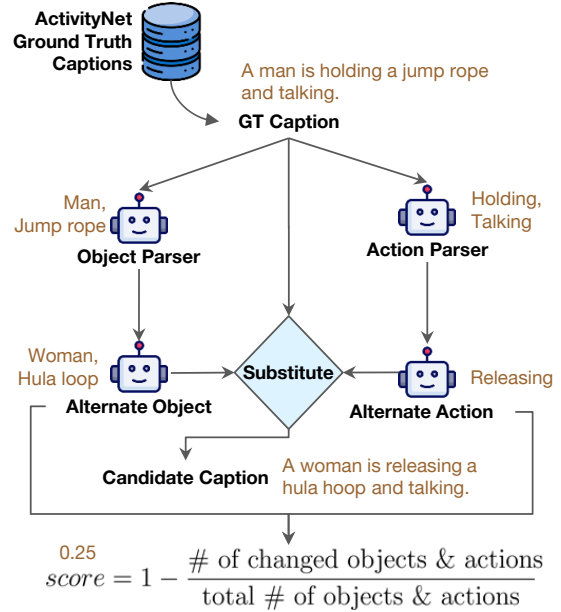 ActivityNet
Ground Truth
Captions
A man is holding a jump rope
and talking.
GT Caption
Man,
Jump rope
Object Parser
Holding,
Talking
Action Parser
Woman,
Hula loop
Alternate Object
Substitute
Releasing
Alternate Action
Candidate Caption
A woman is releasing a
hula hoop and talking.
0.25
score = 1 − # of changed objects & actions / total # of objects & actions